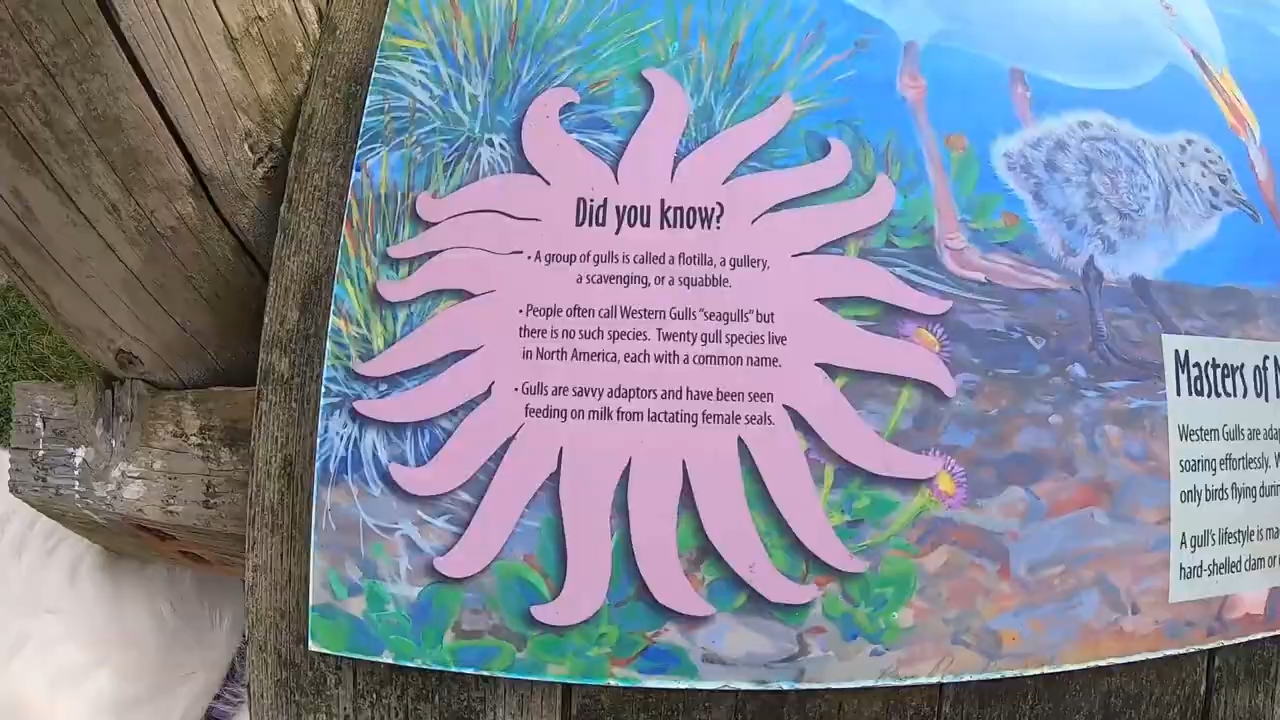 Did you know?
• A group of gulls is called a flotilla, a gullery,
a scavenging, or a squabble.
• People often call Western Gulls "seagulls" but
there is no such species. Twenty gull species live
in North America, each with a common name.
• Gulls are savvy adaptors and have been seen
feeding on milk from lactating female seals.
Masters of
Western Gulls are
soaring effortlessly.
only birds flying
A gull's lifestyle is
hard-shelled clam or